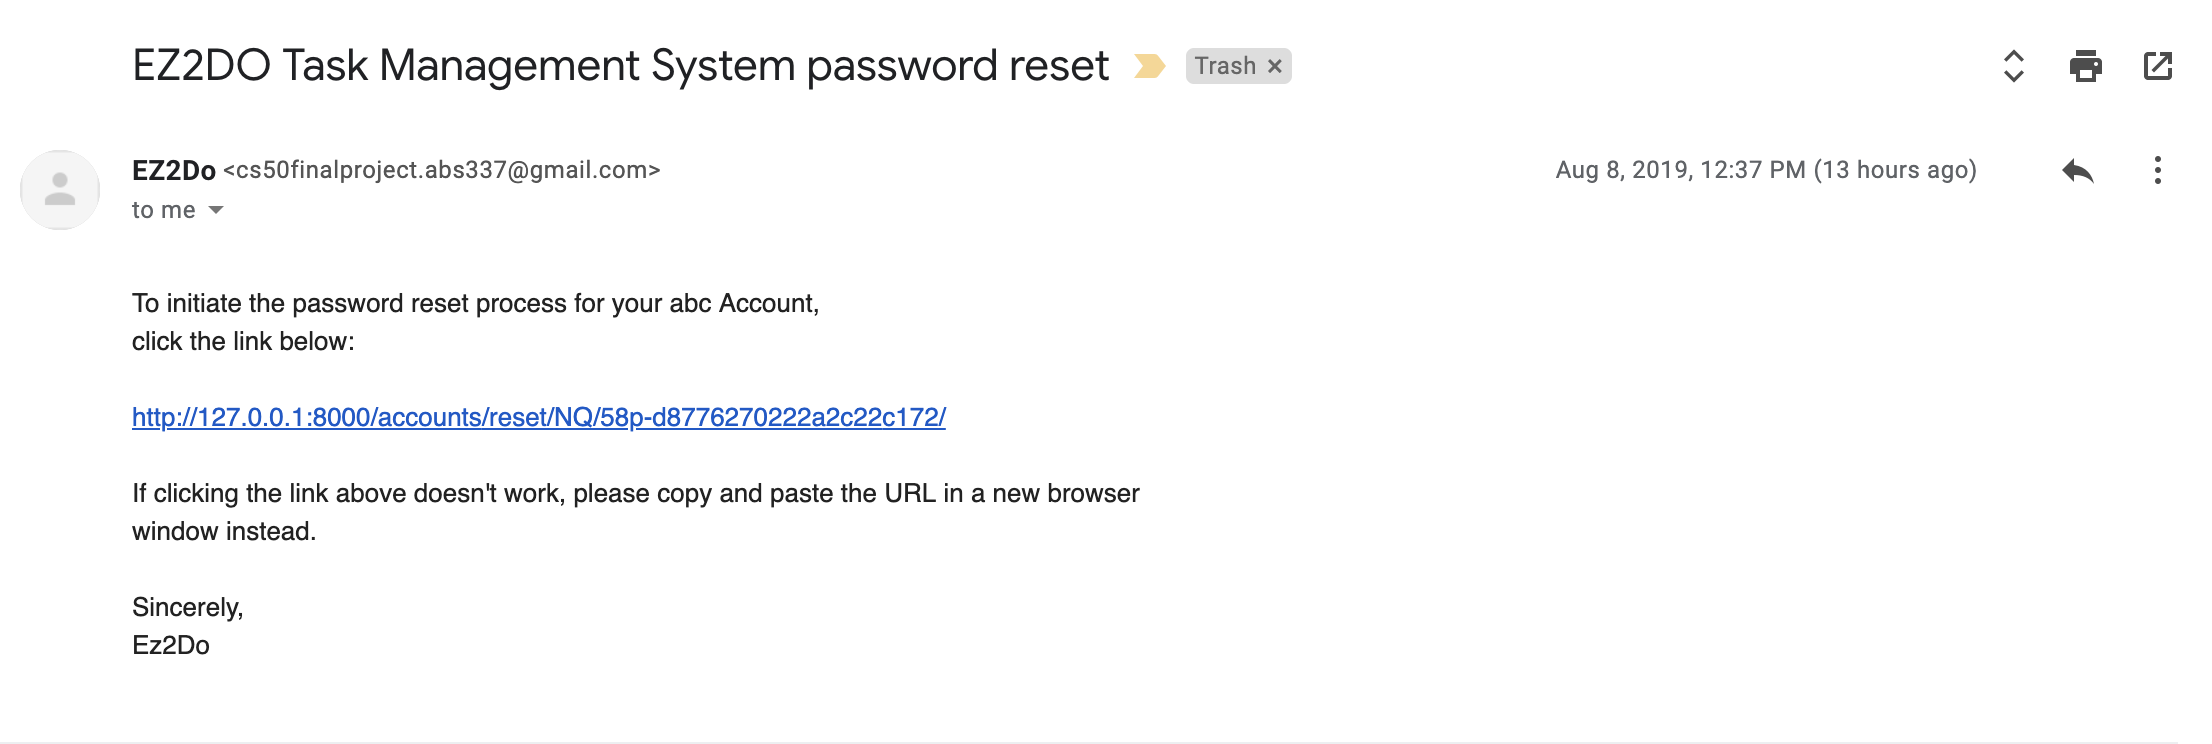 EZ2DO Task Management System password reset Trash ×
EZ2Do <cs50finalproject.abs337@gmail.com> Aug 8, 2019, 12:37 PM (13 hours ago)
to me
To initiate the password reset process for your abc Account,
click the link below:
http://127.0.0.1:8000/accounts/reset/NQ/58p-d8776270222a2c22c172/
If clicking the link above doesn't work, please copy and paste the URL in a new browser
window instead.
Sincerely,
Ez2Do